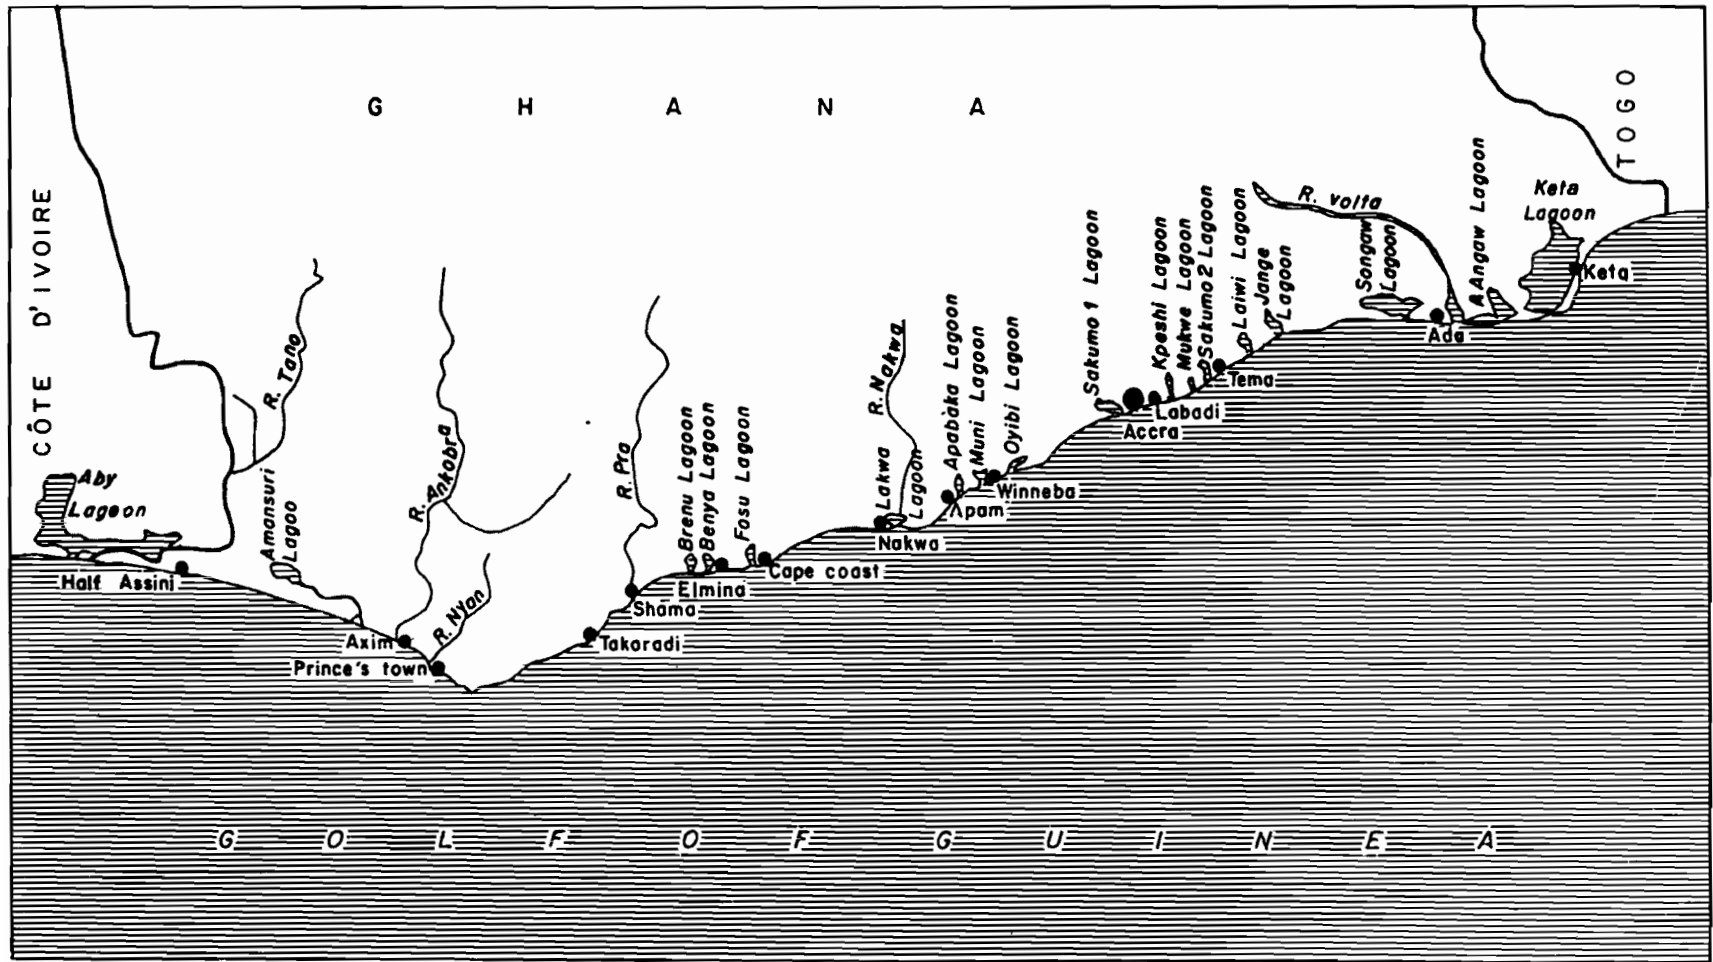 G H A N A
CÔTE D'IVOIRE
TOGO
R. Tano
R. Ankobra
R. Nyan
R. Pra
R. Nakwa
R. Volta
Aby
Lagoon
Amansuri
Lagoo
Brenu Lagoon
Benya Lagoon
Fosu Lagoon
Lakwa
Lagoon
Apabaka Lagoon
Muni Lagoon
Oyibi Lagoon
Sakumo 1 Lagoon
Kpeshi Lagoon
Mukwe Lagoon
Sakumo 2 Lagoon
Laiwi Lagoon
Jange
Lagoon
Songaw
Lagoon
A Angaw Lagoon
Keta
Lagoon
Half Assini
Axim
Prince's town
Takoradi
Shama
Elmina
Cape coast
Nakwa
Apam
Winneba
Accra
Labadi
Tema
Ada
Keta
G O L F O F G U I N E A